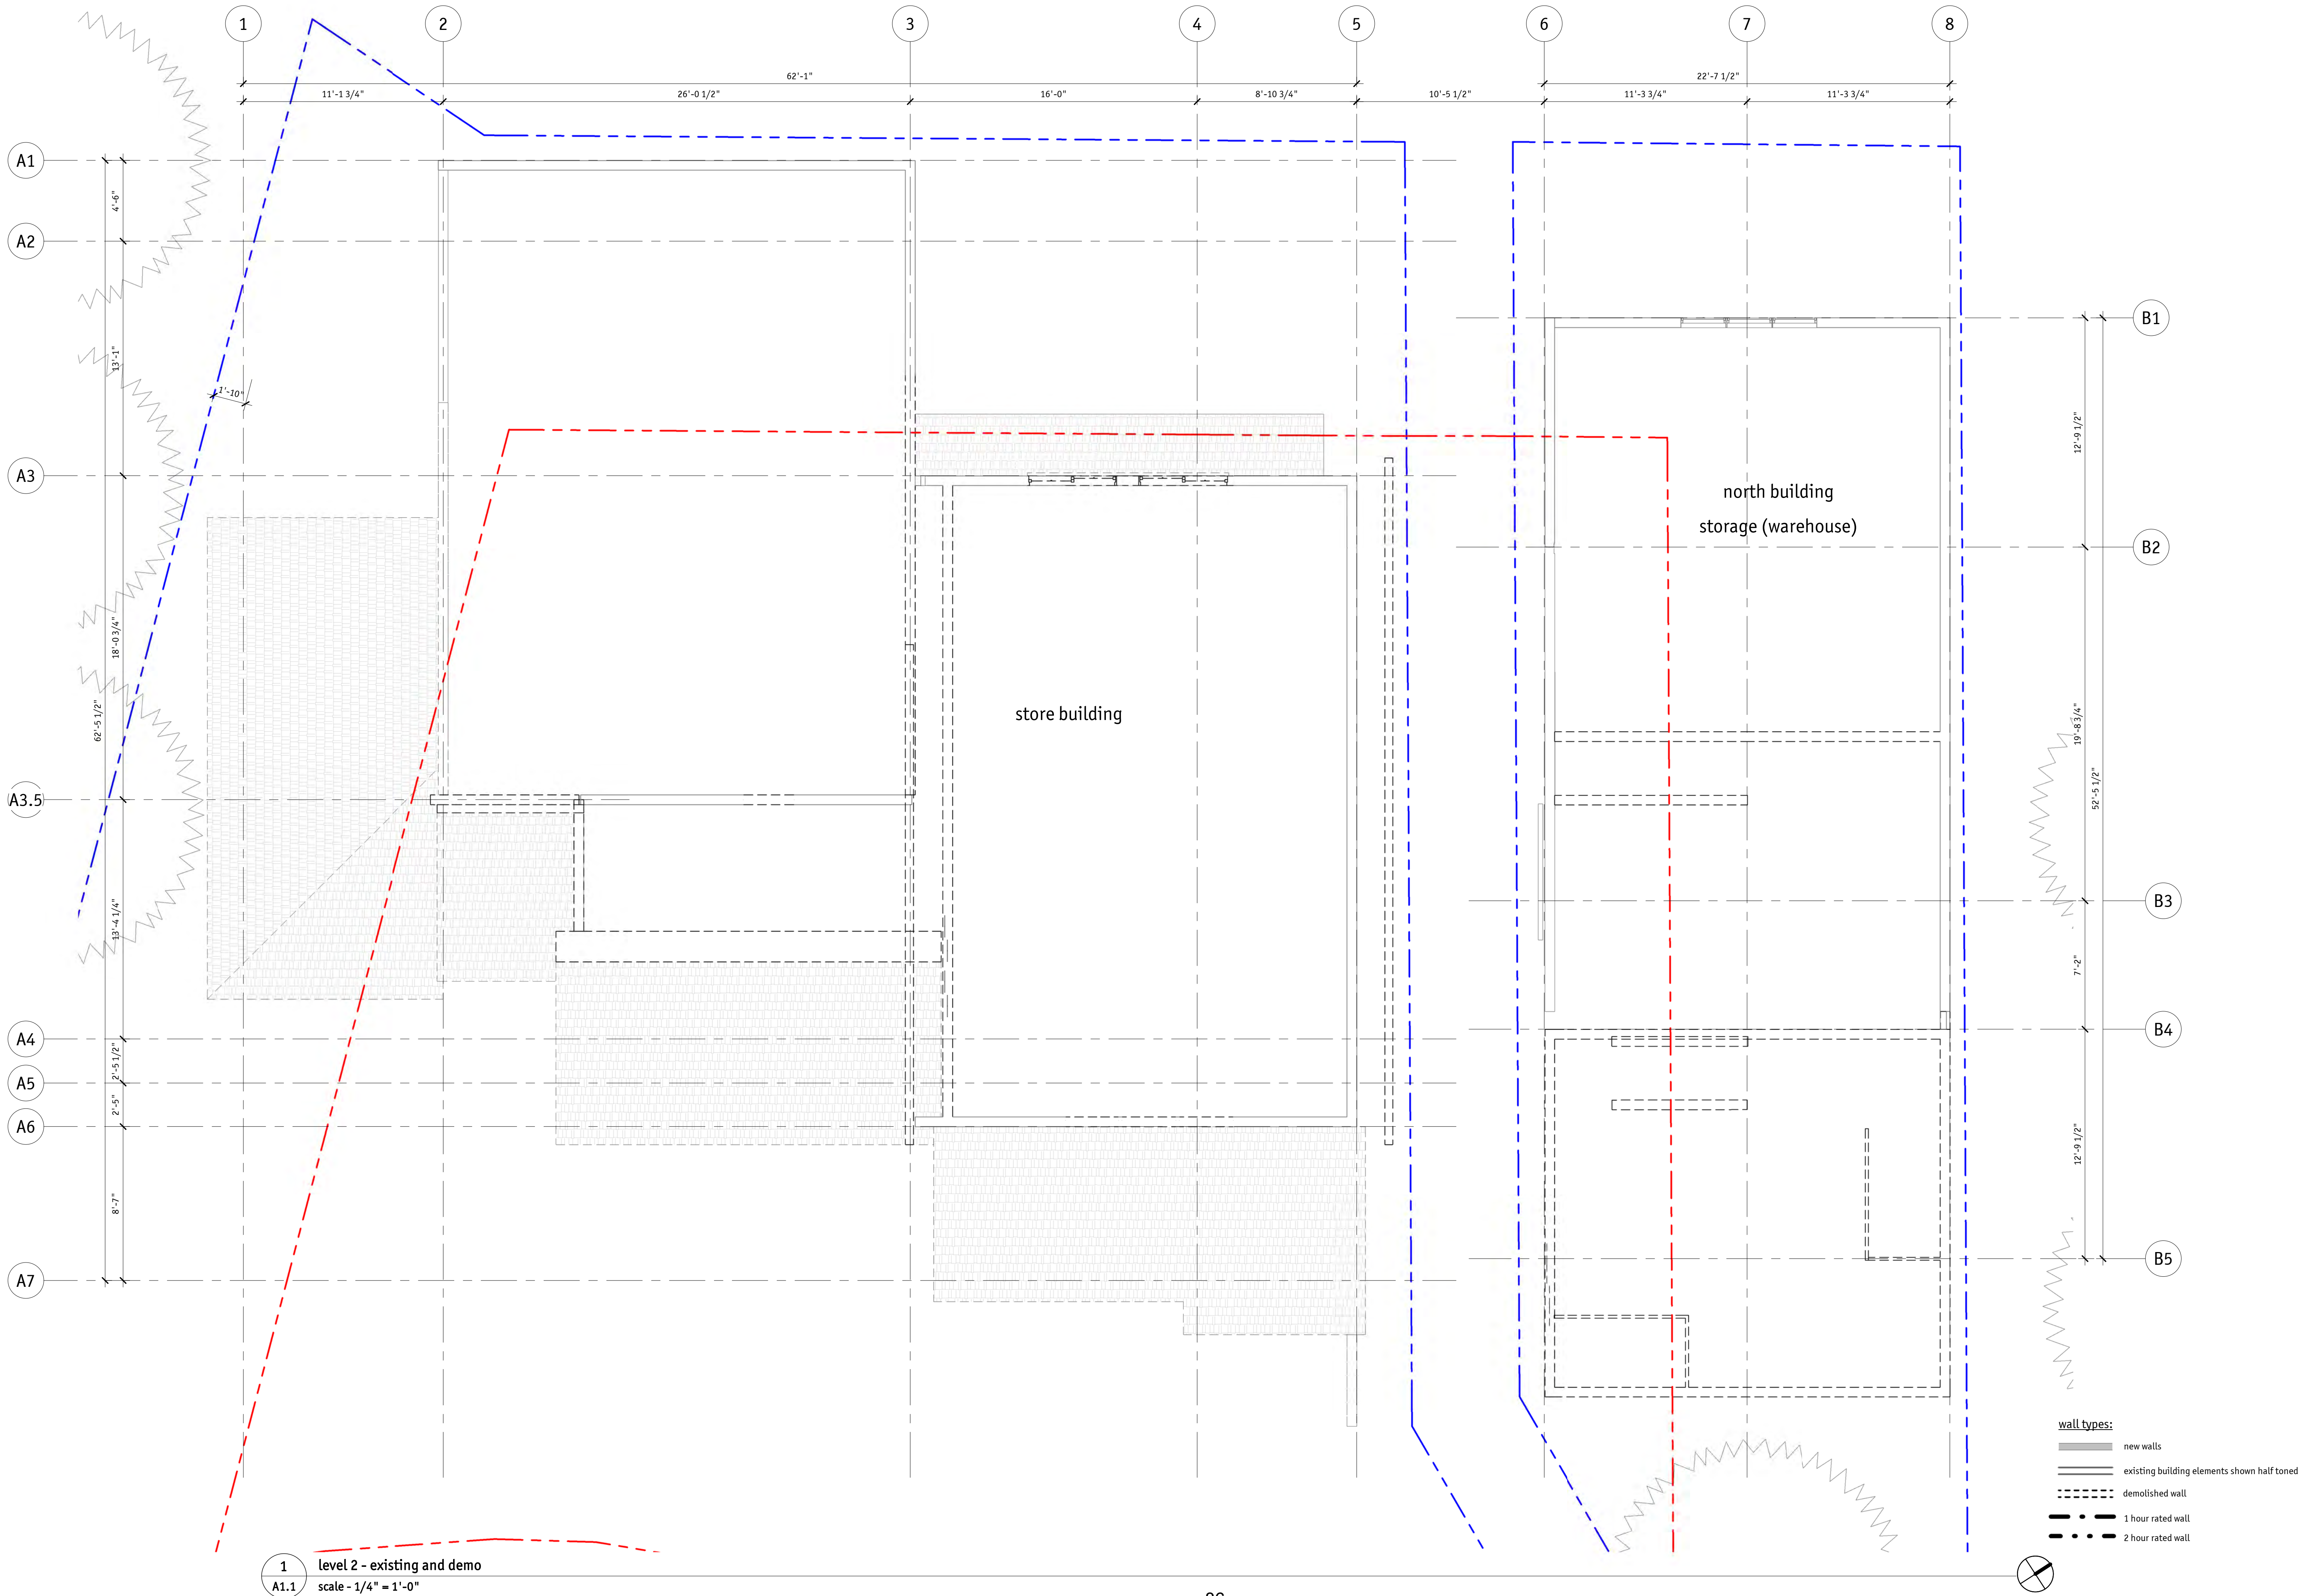 1
2
3
4
5
6
7
8
62'-1"
22'-7 1/2"
11'-1 3/4"
26'-0 1/2"
16'-0"
8'-10 3/4"
10'-5 1/2"
11'-3 3/4"
11'-3 3/4"
A1
A2
A3
A3.5
A4
A5
A6
A7
4'-6"
13'-1"
18'-0 3/4"
13'-4 1/4"
2'-5 1/2"
2'-5"
8'-7"
62'-5 1/2"
1'-10"
store building
north building
storage (warehouse)
B1
B2
B3
B4
B5
12'-9 1/2"
19'-8 3/4"
7'-2"
12'-9 1/2"
52'-5 1/2"
wall types:
new walls
existing building elements shown half toned
demolished wall
1 hour rated wall
2 hour rated wall
1
A1.1
level 2 - existing and demo
scale - 1/4" = 1'-0"